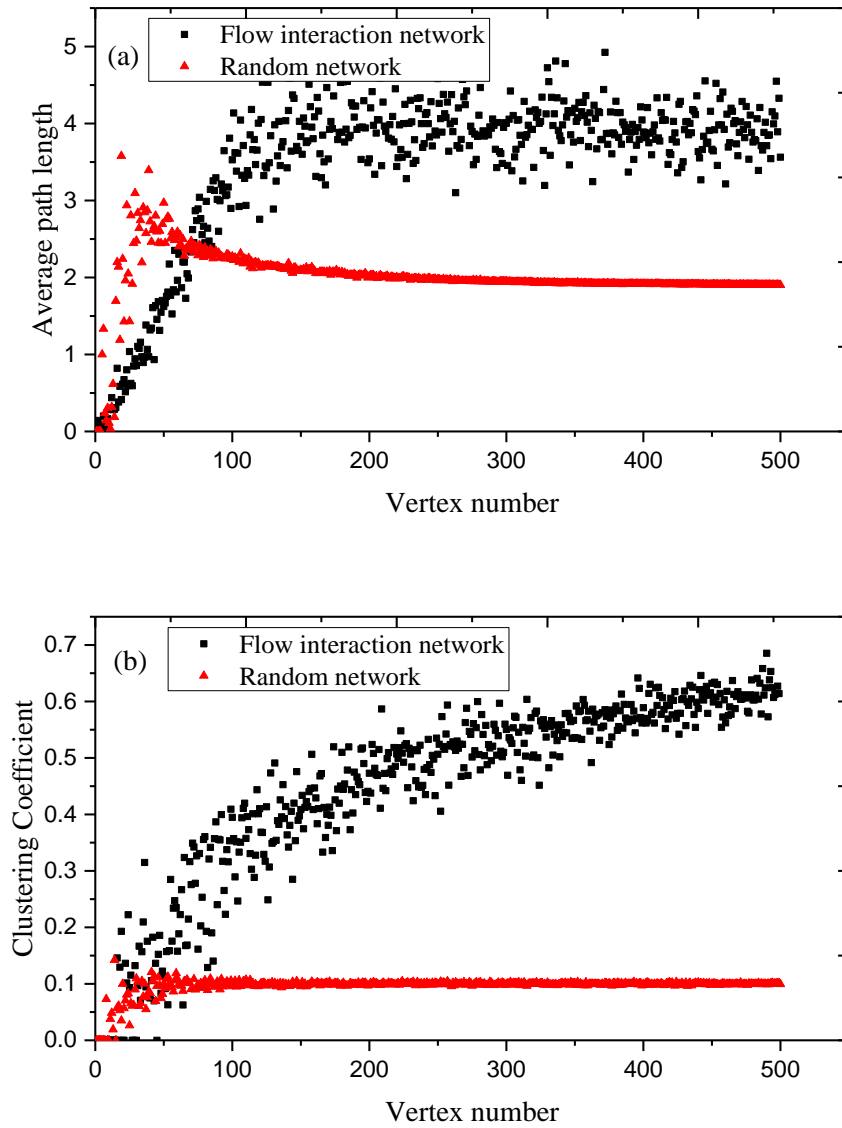 (a)
Flow interaction network
Random network
Average path length
5
4
3
2
1
0
0 100 200 300 400 500
Vertex number
(b)
Flow interaction network
Random network
Clustering Coefficient
0.7
0.6
0.5
0.4
0.3
0.2
0.1
0.0
0 100 200 300 400 500
Vertex number